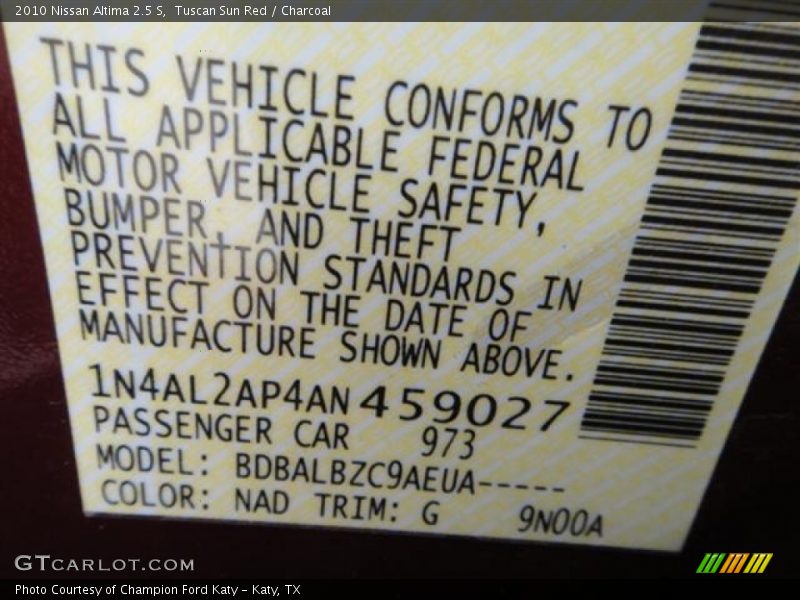 2010 Nissan Altima 2.5 S, Tuscan Sun Red / Charcoal
THIS VEHICLE CONFORMS TO
ALL APPLICABLE FEDERAL
MOTOR VEHICLE SAFETY,
BUMPER, AND THEFT
PREVENTION STANDARDS IN
EFFECT ON THE DATE OF
MANUFACTURE SHOWN ABOVE.
1N4AL2AP4AN459027
PASSENGER CAR 973
MODEL: BDBALBZC9AEUA-----
COLOR: NAD TRIM: G 9N00A
GTCARLOT.COM
Photo Courtesy of Champion Ford Katy - Katy, TX